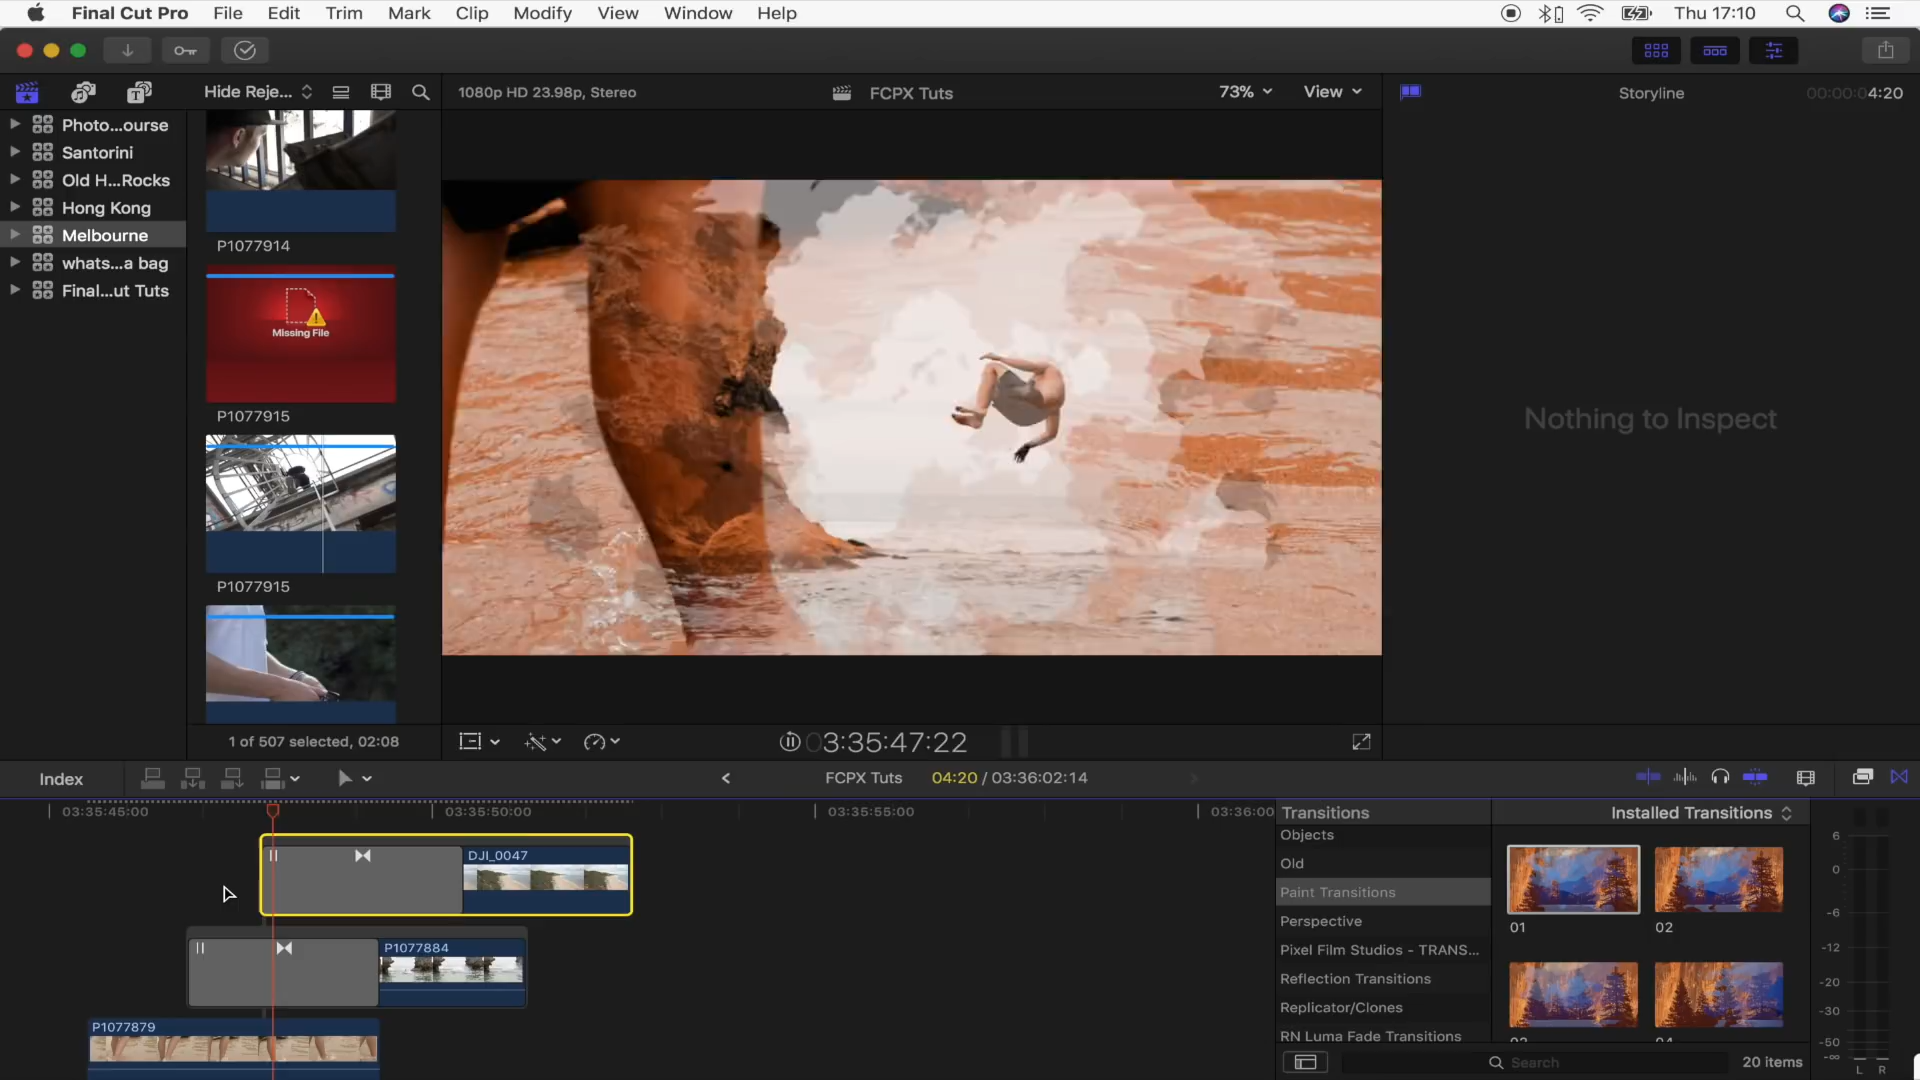 Final Cut Pro File Edit Trim Mark Clip Modify View Window Help Thu 17:10
Hide Reje... 1080p HD 23.98p, Stereo FCPX Tuts 73% View Storyline 00:00:04:20
Photo...ourse
Santorini
Old H...Rocks
Hong Kong
Melbourne
whats...a bag
Final...ut Tuts
P1077914
Missing File
P1077915
P1077915
Nothing to Inspect
1 of 507 selected, 02:08
03:35:47:22
Index FCPX Tuts 04:20 / 03:36:02:14
03:35:45:00 03:35:50:00 03:35:55:00 03:36:00
DJI_0047
P1077884
P1077879
Transitions Installed Transitions
Objects
Old
Paint Transitions
Perspective
Pixel Film Studios - TRANS...
Reflection Transitions
Replicator/Clones
RN Luma Fade Transitions
01 02
Search 20 items
6
0
-6
-12
-20
-30
-50
-∞
L R